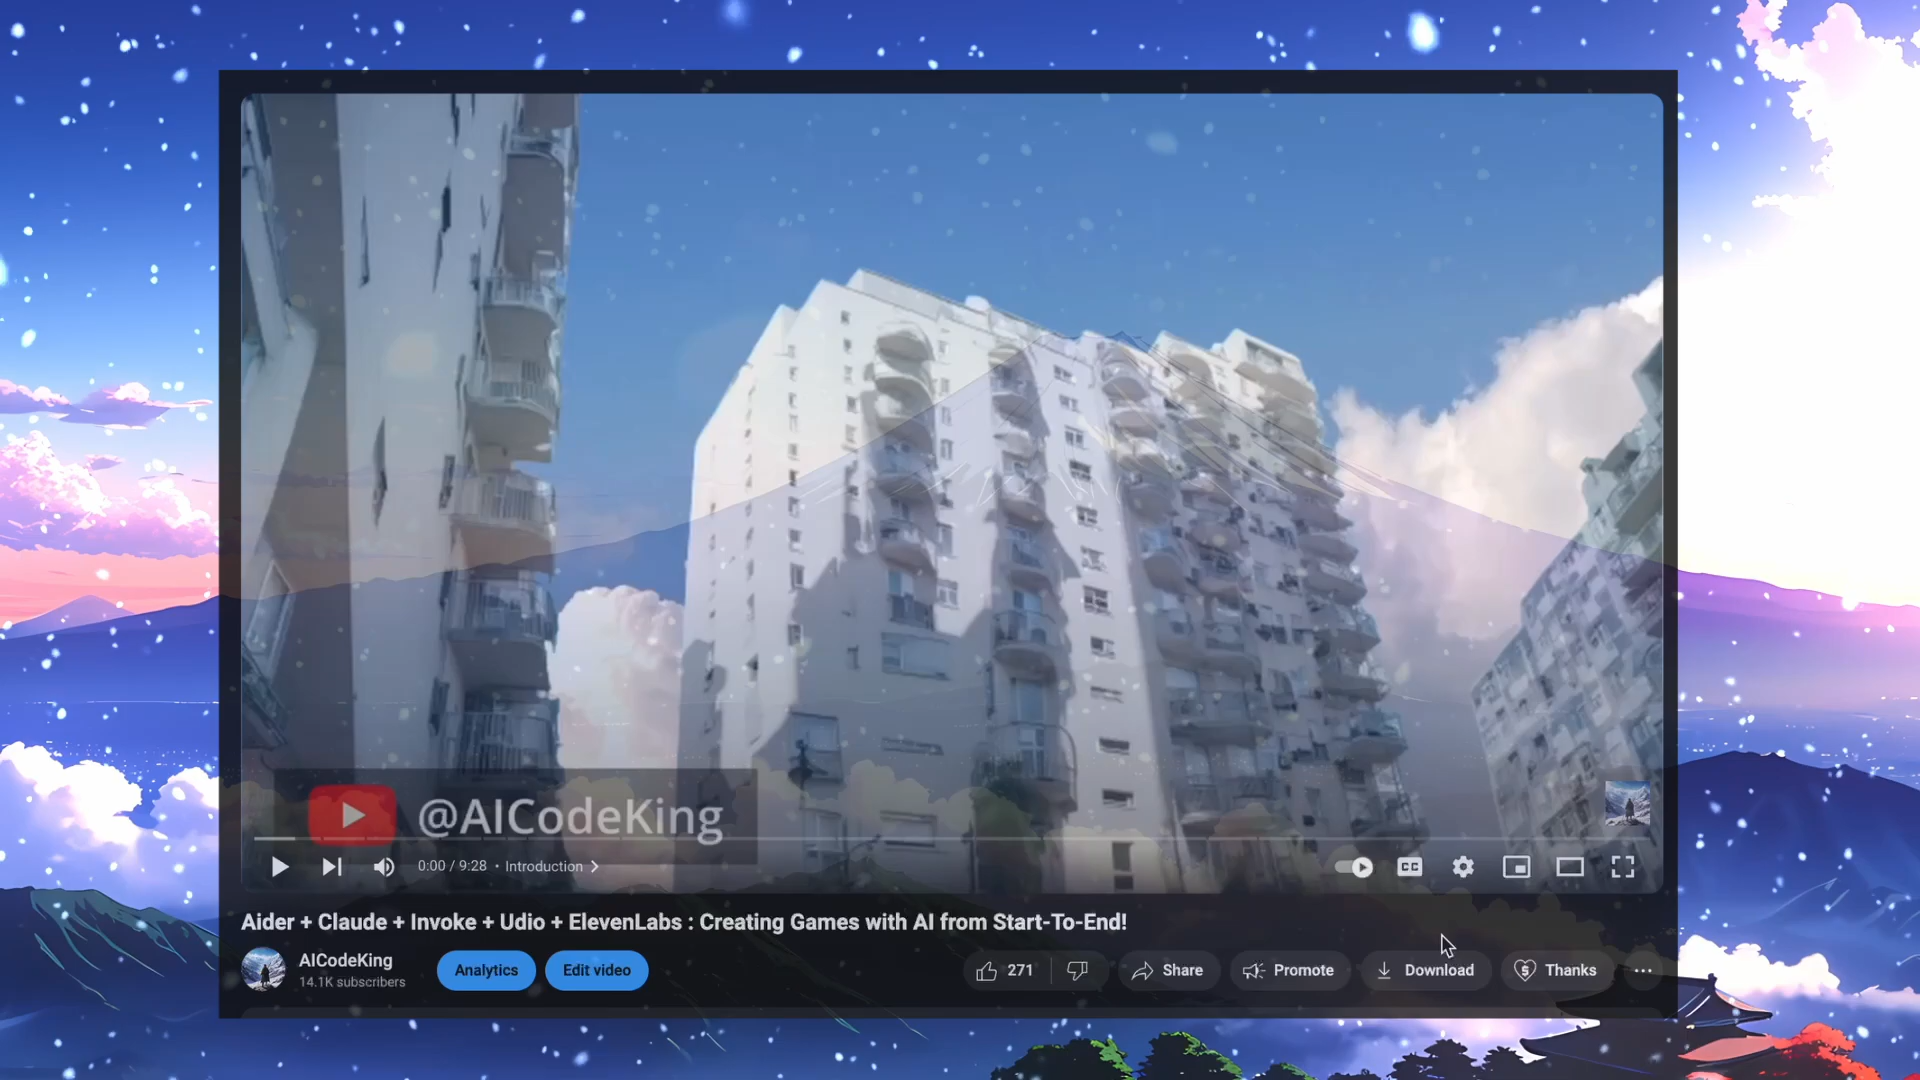 @AICodeKing
0:00 / 9:28 • Introduction
CC
Aider + Claude + Invoke + Udio + ElevenLabs : Creating Games with AI from Start-To-End!
AICodeKing
14.1K subscribers
Analytics
Edit video
271
Share
Promote
Download
Thanks